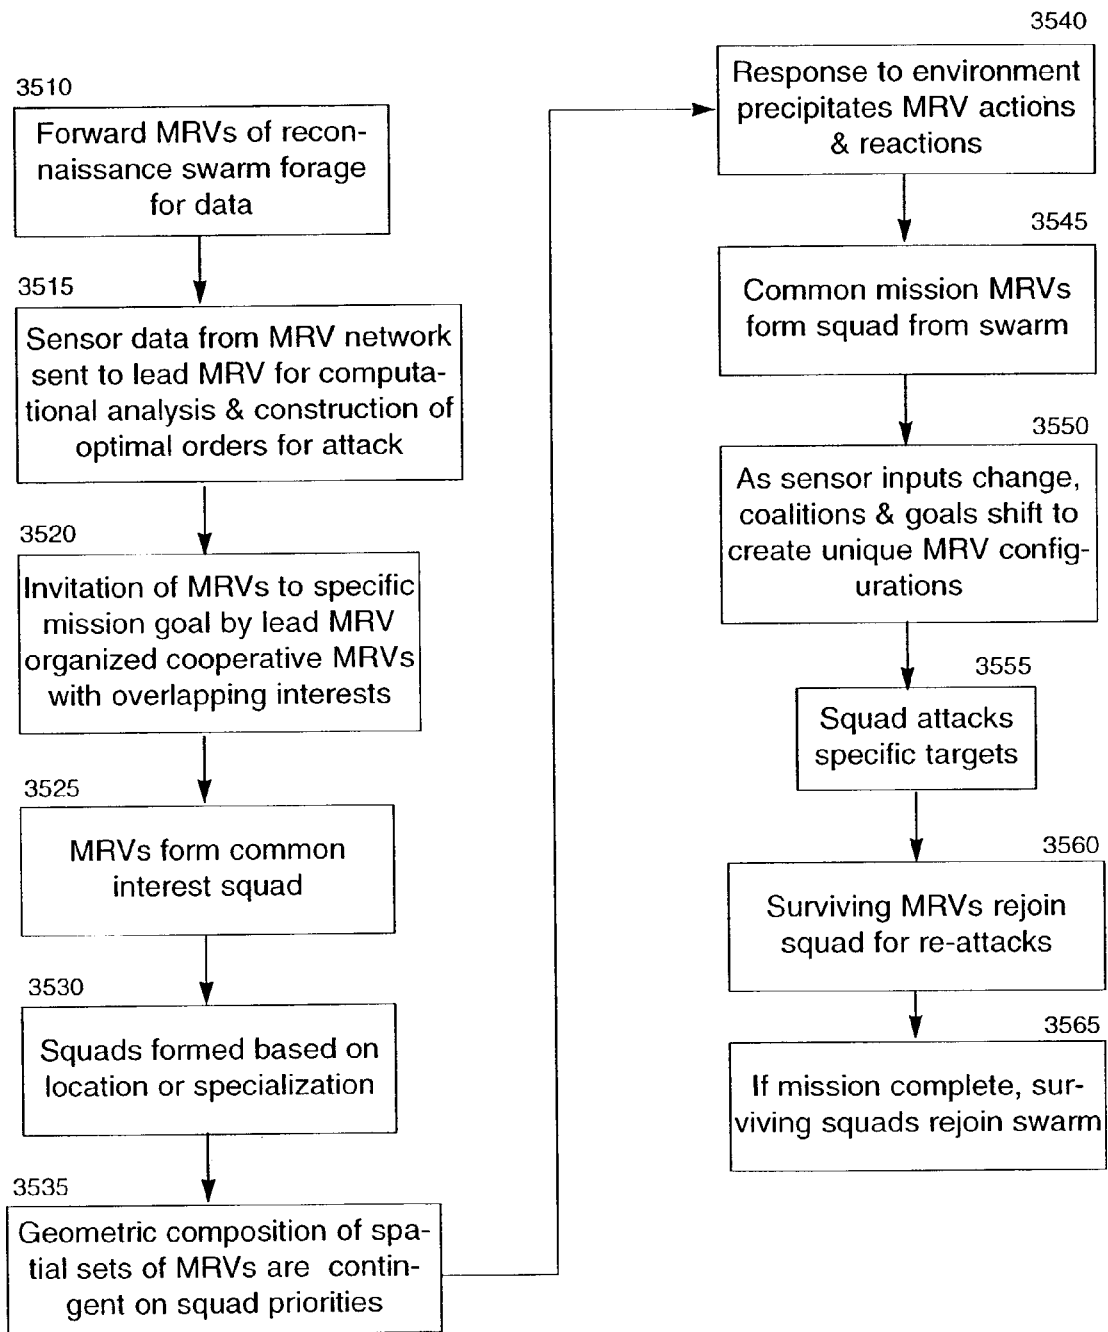 3510
Forward MRVs of recon-
naissance swarm forage
for data
3515
Sensor data from MRV network
sent to lead MRV for computa-
tional analysis & construction of
optimal orders for attack
3520
Invitation of MRVs to specific
mission goal by lead MRV
organized cooperative MRVs
with overlapping interests
3525
MRVs form common
interest squad
3530
Squads formed based on
location or specialization
3535
Geometric composition of spa-
tial sets of MRVs are contin-
gent on squad priorities
3540
Response to environment
precipitates MRV actions
& reactions
3545
Common mission MRVs
form squad from swarm
3550
As sensor inputs change,
coalitions & goals shift to
create unique MRV config-
urations
3555
Squad attacks
specific targets
3560
Surviving MRVs rejoin
squad for re-attacks
3565
If mission complete, sur-
viving squads rejoin swarm